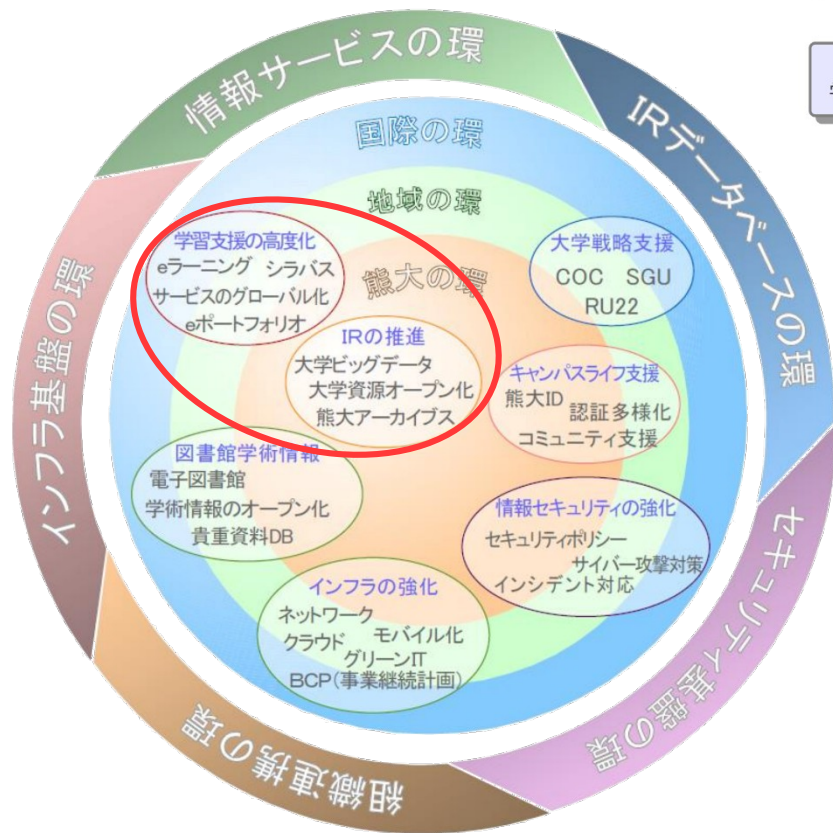 情報サービスの環
IRデータベースの環
セキュリティ基盤の環
組織連携の環
インフラ基盤の環
国際の環
地域の環
熊大の環
学習支援の高度化
eラーニング シラバス
サービスのグローバル化
eポートフォリオ
大学戦略支援
COC SGU
RU22
IRの推進
大学ビッグデータ
大学資源オープン化
熊大アーカイブス
キャンパスライフ支援
熊大ID
認証多様化
コミュニティ支援
図書館学術情報
電子図書館
学術情報のオープン化
貴重資料DB
情報セキュリティの強化
セキュリティポリシー
サイバー攻撃対策
インシデント対応
インフラの強化
ネットワーク
クラウド モバイル化
グリーンIT
BCP(事業継続計画)